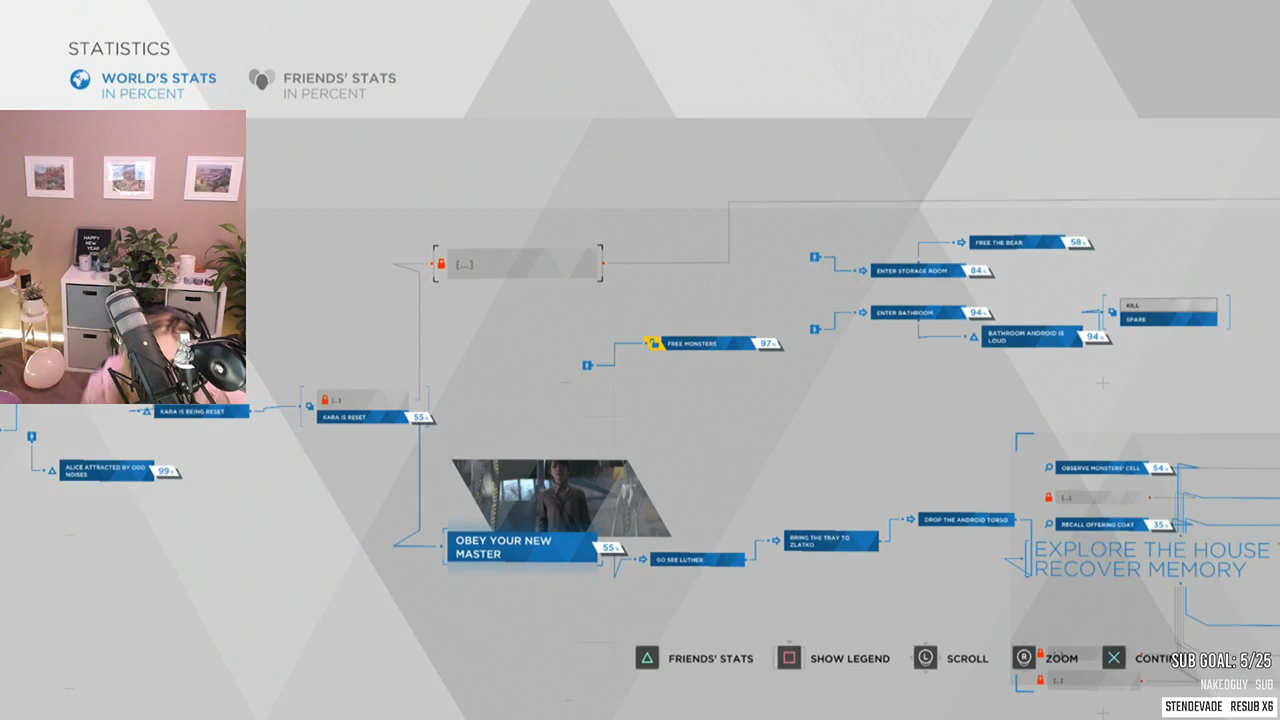 STATISTICS
WORLD'S STATS
IN PERCENT
FRIENDS' STATS
IN PERCENT
HAPPY
NEW
YEAR
FREE THE BEAR 58%
[...]
ENTER STORAGE ROOM 84%
KILL
SPARE
ENTER BATHROOM 94%
BATHROOM ANDROID IS
LOUD 94%
FREE MONSTERS 97%
[...]
KARA IS BEING RESET
KARA IS RESET 55%
ALICE ATTRACTED BY ODD
NOISES 99%
OBSERVE MONSTERS' CELL 54%
[...]
RECALL OFFERING COAT 35%
DROP THE ANDROID TORSO
BRING THE TRAY TO
ZLATKO
OBEY YOUR NEW
MASTER 55%
GO SEE LUTHER
EXPLORE THE HOUSE
RECOVER MEMORY
FRIENDS' STATS
SHOW LEGEND
L SCROLL
R ZOOM
CONTI
[...]
SUB GOAL: 5/25
NAKEDGUY SUB
STENDEVADE RESUB X6